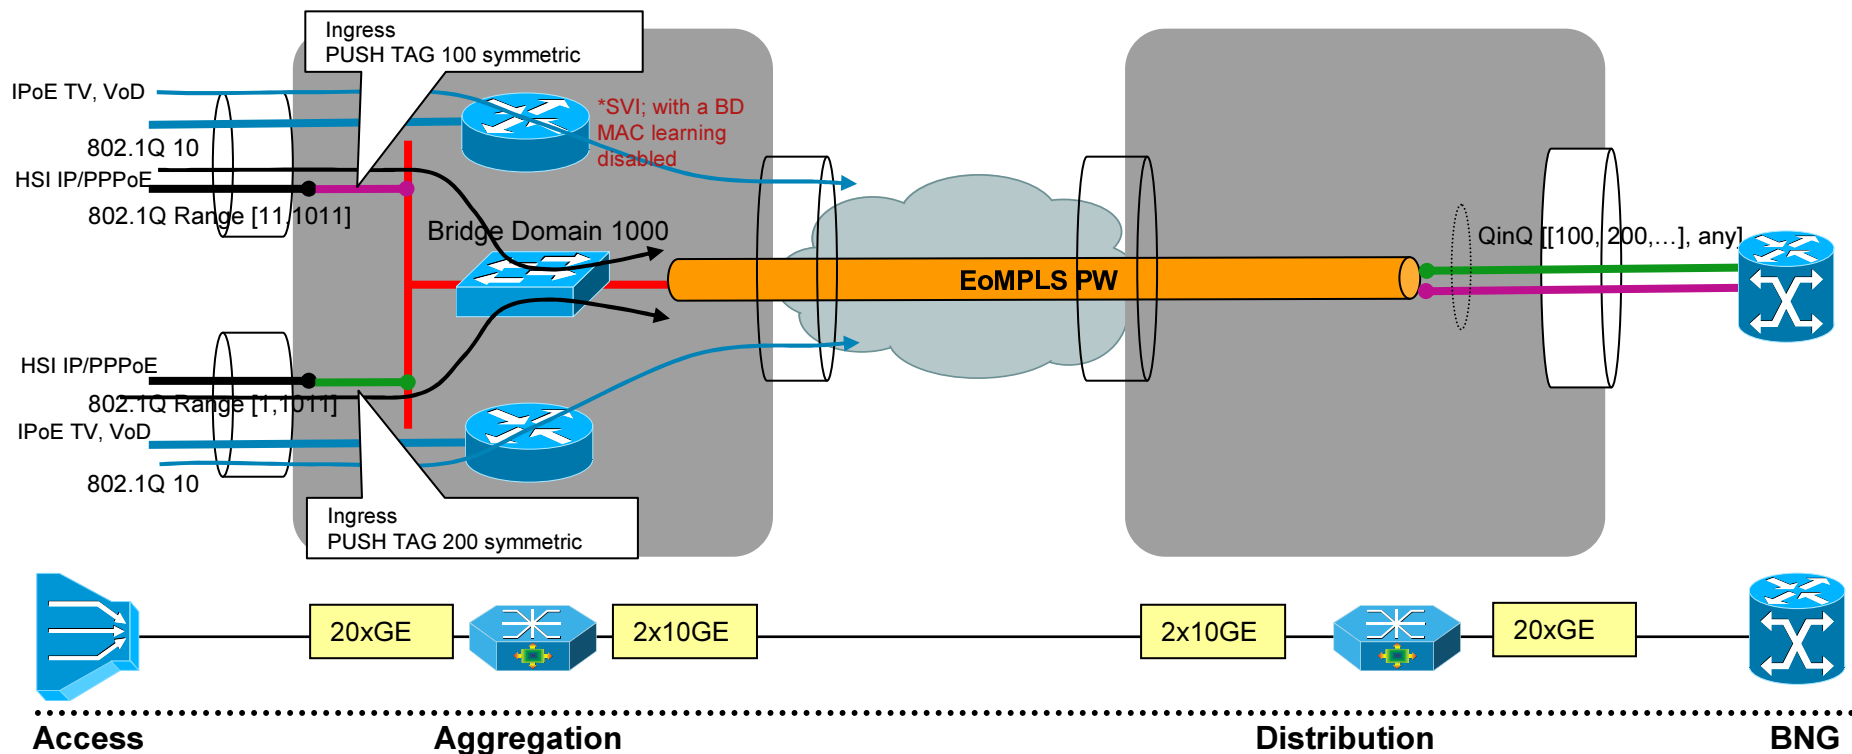 Ingress
PUSH TAG 100 symmetric
IPoE TV, VoD
802.1Q 10
HSI IP/PPPoE
802.1Q Range [11,1011]
*SVI; with a BD
MAC learning
disabled
Bridge Domain 1000
EoMPLS PW
QinQ [[100, 200,...], any]
HSI IP/PPPoE
802.1Q Range [1,1011]
IPoE TV, VoD
802.1Q 10
Ingress
PUSH TAG 200 symmetric
20xGE
2x10GE
2x10GE
20xGE
Access
Aggregation
Distribution
BNG